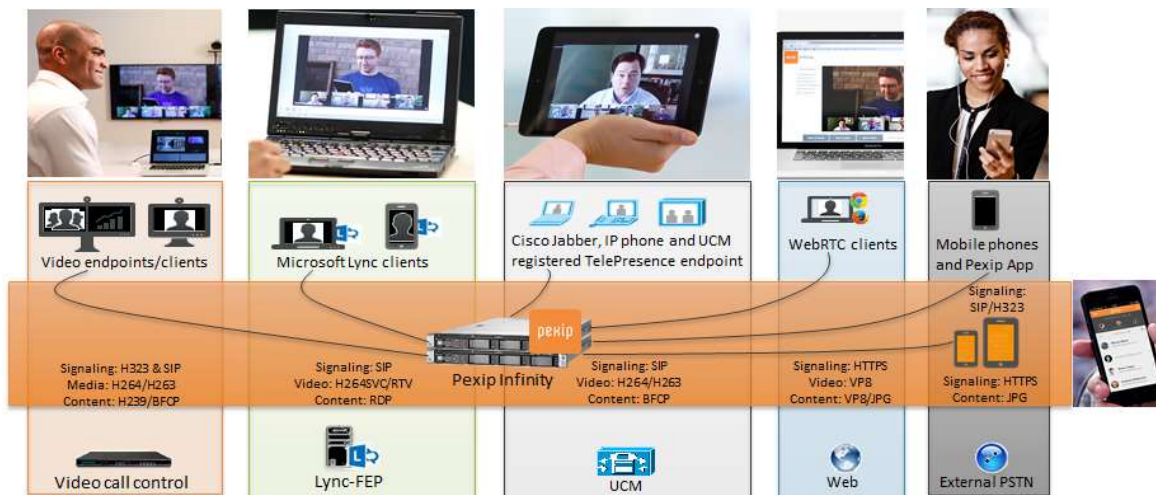 Video endpoints/clients
Microsoft Lync clients
Cisco Jabber, IP phone and UCM
registered TelePresence endpoint
WebRTC clients
Mobile phones
and Pexip App
pexip
Pexip Infinity
Signaling: H323 & SIP
Media: H264/H263
Content: H239/BFCP
Signaling: SIP
Video: H264SVC/RTV
Content: RDP
Signaling: SIP
Video: H264/H263
Content: BFCP
Signaling: HTTPS
Video: VP8
Content: VP8/JPG
Signaling:
SIP/H323
Signaling: HTTPS
Content: JPG
Video call control
Lync-FEP
UCM
Web
External PSTN